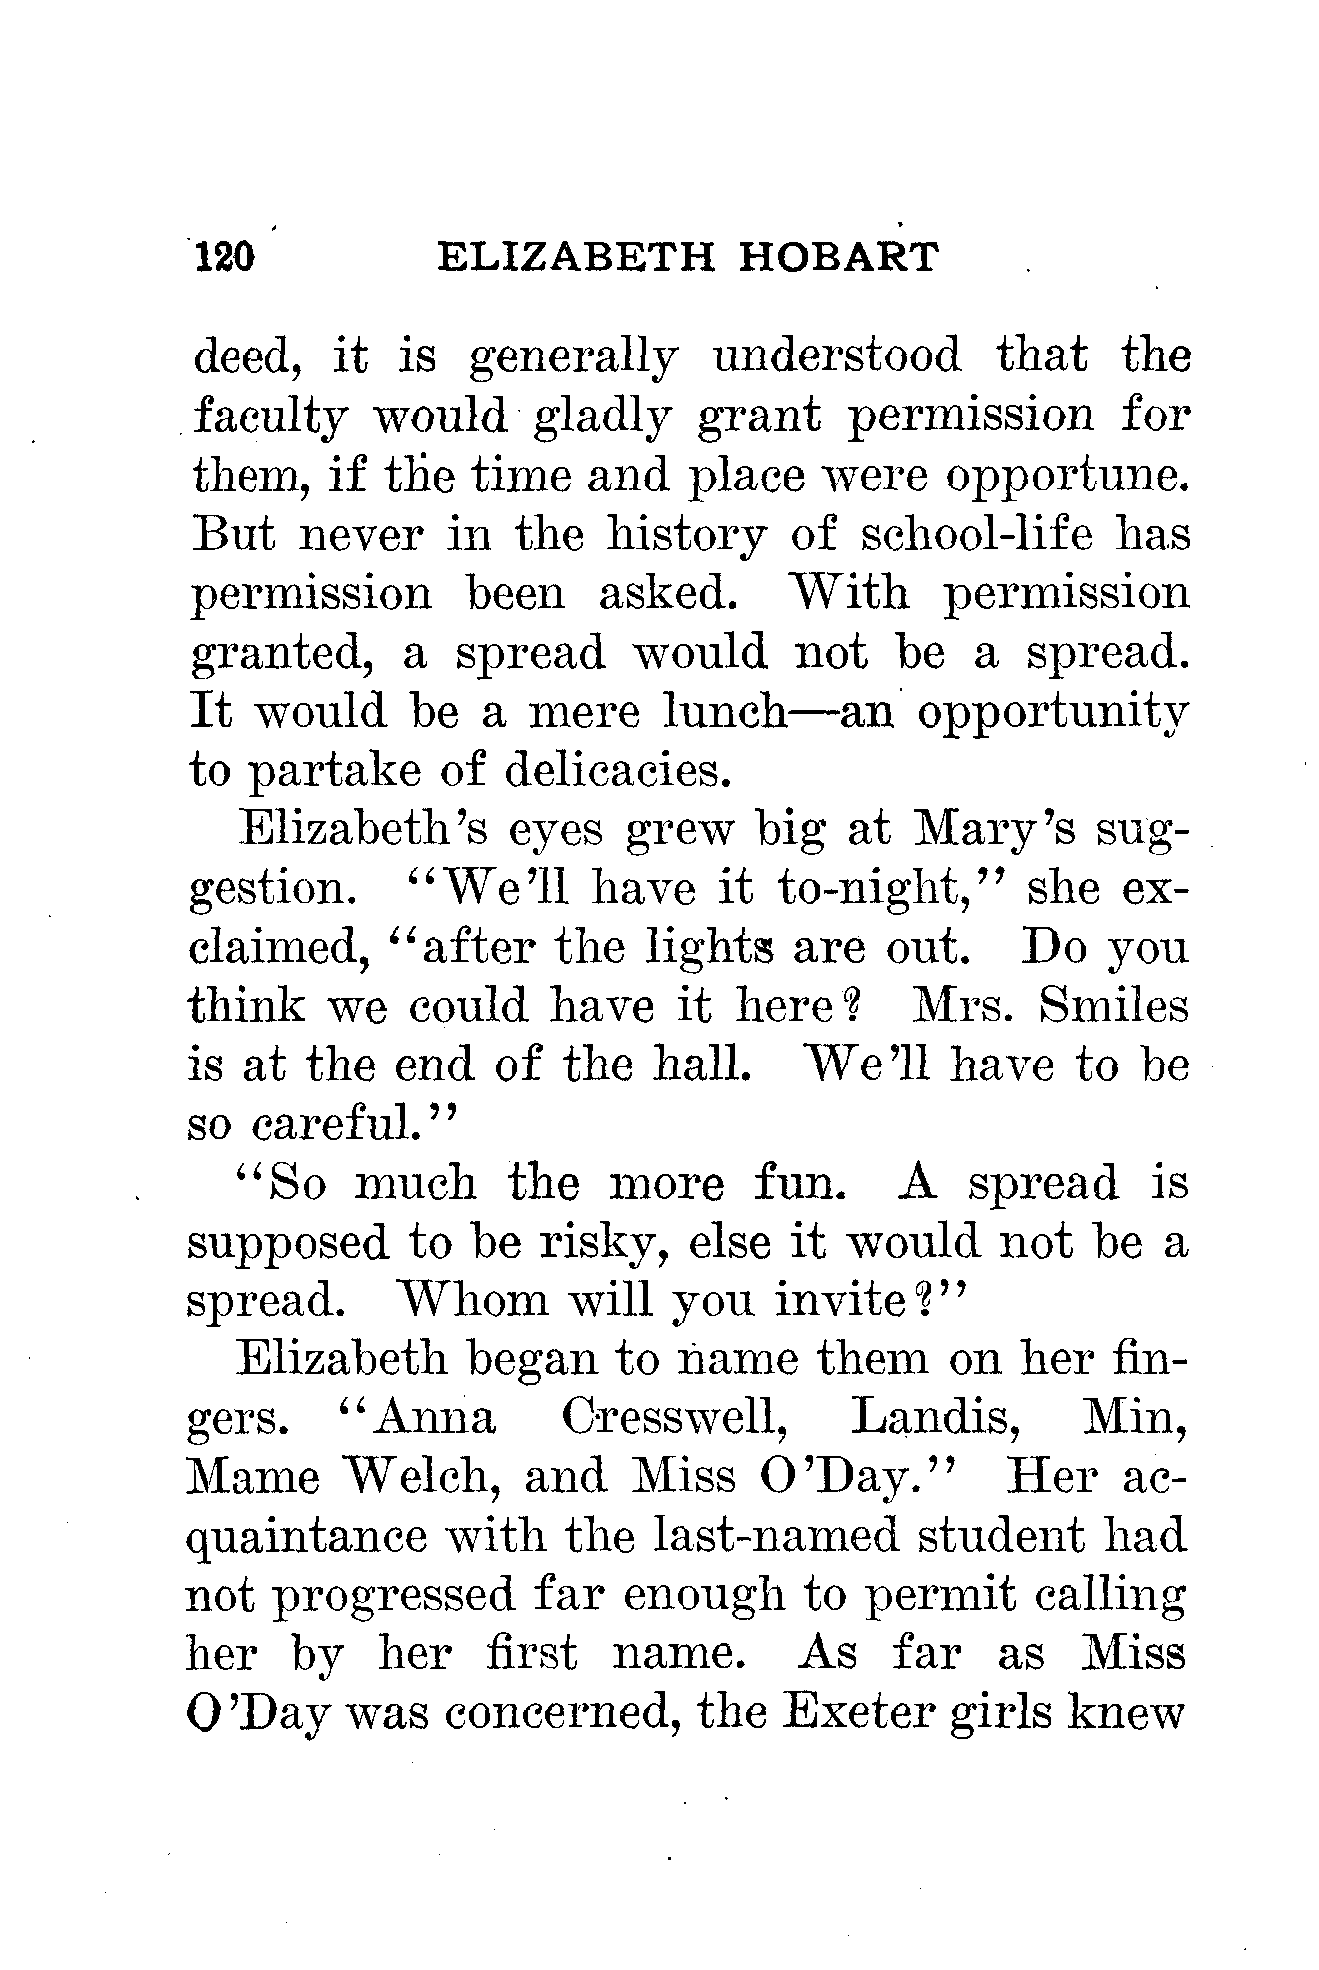 120 ELIZABETH HOBART
deed, it is generally understood that the
faculty would gladly grant permission for
them, if the time and place were opportune.
But never in the history of school-life has
permission been asked. With permission
granted, a spread would not be a spread.
It would be a mere lunch—an opportunity
to partake of delicacies.
Elizabeth's eyes grew big at Mary's sug-
gestion. "We'll have it to-night," she ex-
claimed, "after the lights are out. Do you
think we could have it here? Mrs. Smiles
is at the end of the hall. We'll have to be
so careful."
"So much the more fun. A spread is
supposed to be risky, else it would not be a
spread. Whom will you invite?"
Elizabeth began to name them on her fin-
gers. "Anna Cresswell, Landis, Min,
Mame Welch, and Miss O'Day." Her ac-
quaintance with the last-named student had
not progressed far enough to permit calling
her by her first name. As far as Miss
O'Day was concerned, the Exeter girls knew